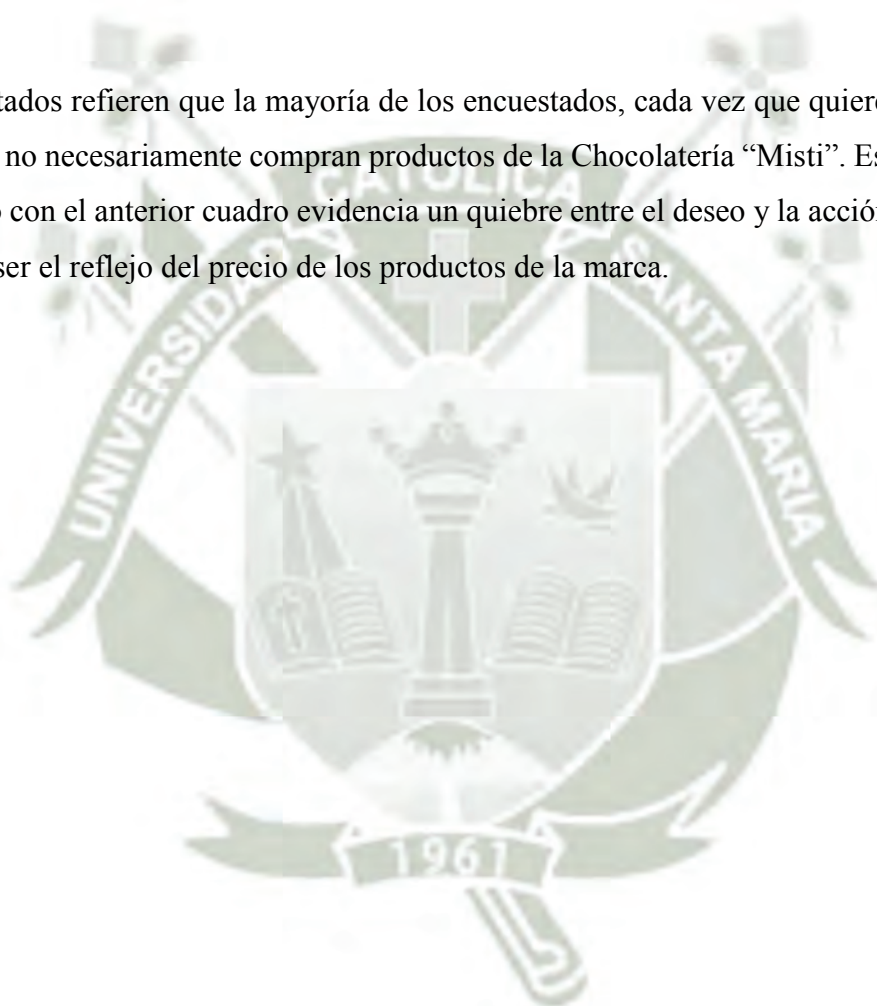 tados refieren que la mayoría de los encuestados, cada vez que quiero
no necesariamente compran productos de la Chocolatería “Misti”. Es
con el anterior cuadro evidencia un quiebre entre el deseo y la acción
ser el reflejo del precio de los productos de la marca.
UNIVERSIDAD CATOLICA SANTA MARIA
1961